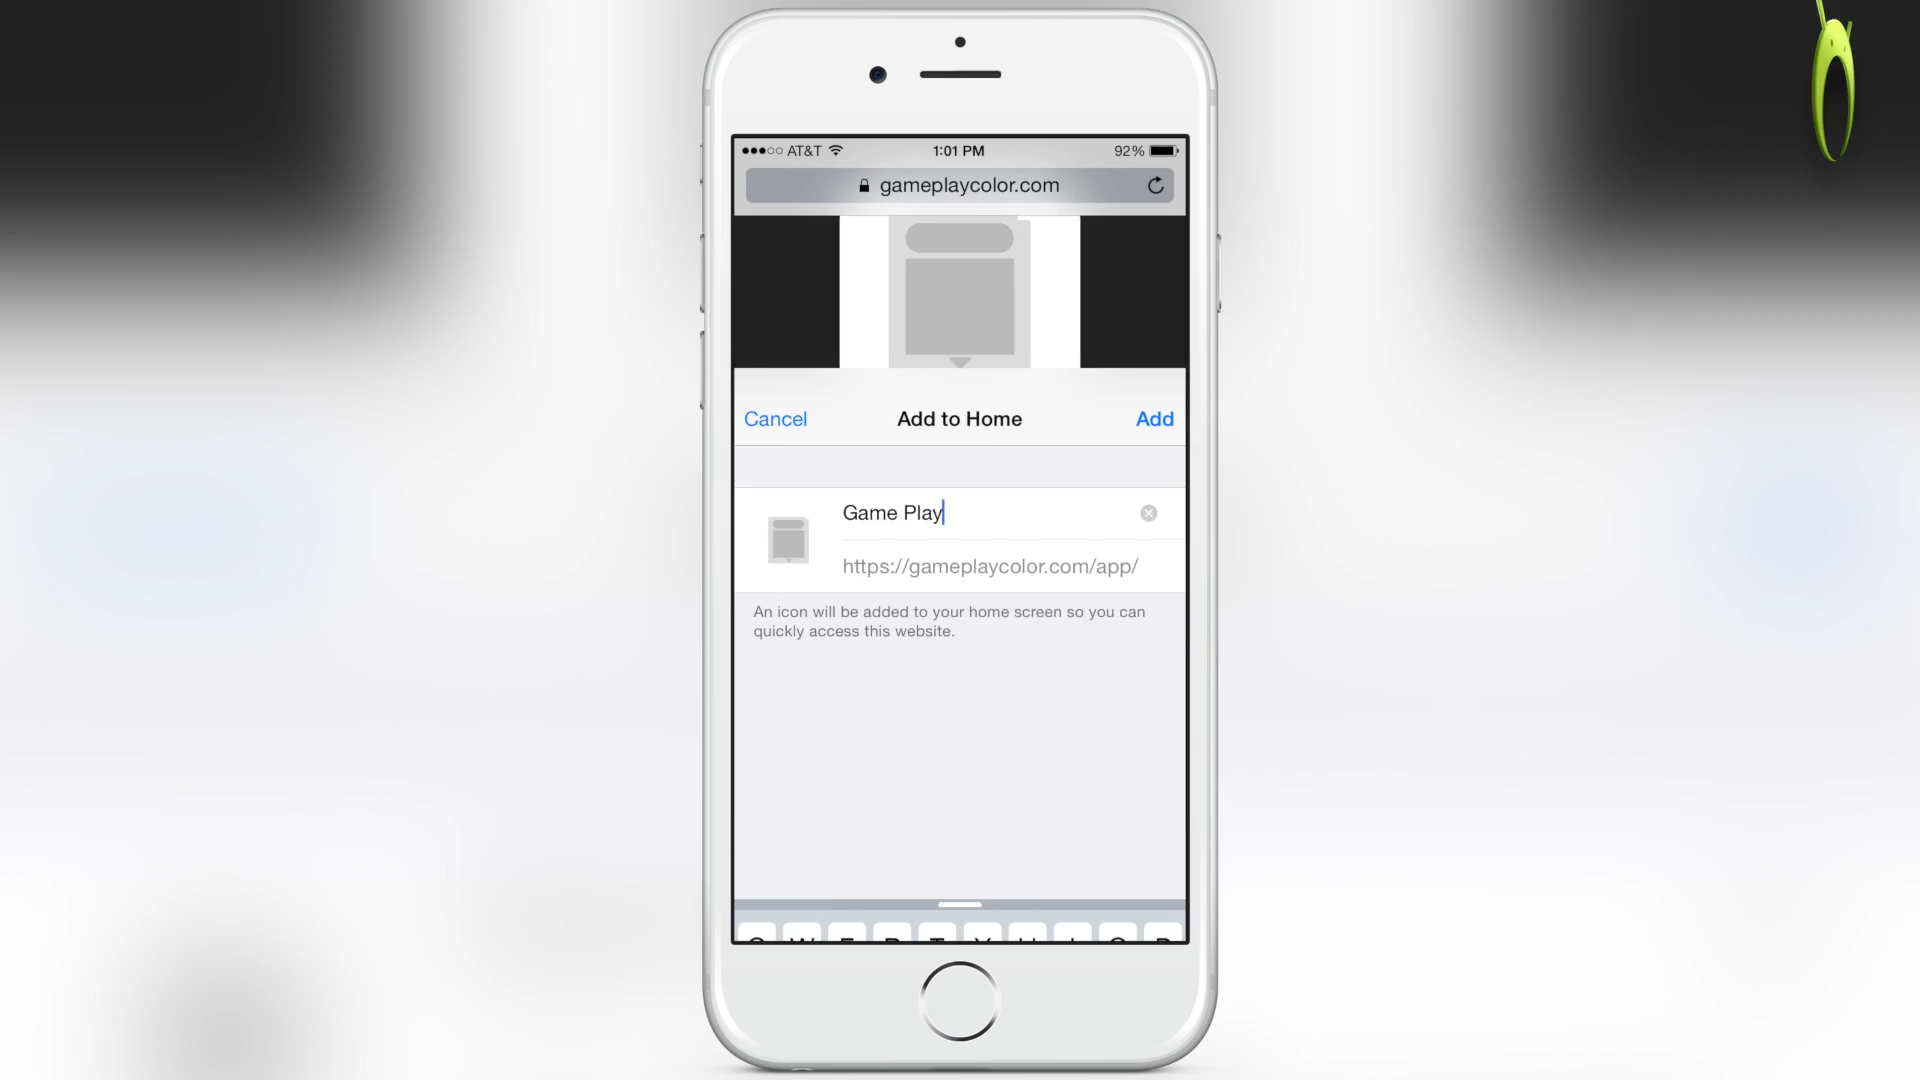 AT&T 1:01 PM 92%
gameplaycolor.com
Cancel Add to Home Add
Game Play
https://gameplaycolor.com/app/
An icon will be added to your home screen so you can
quickly access this website.